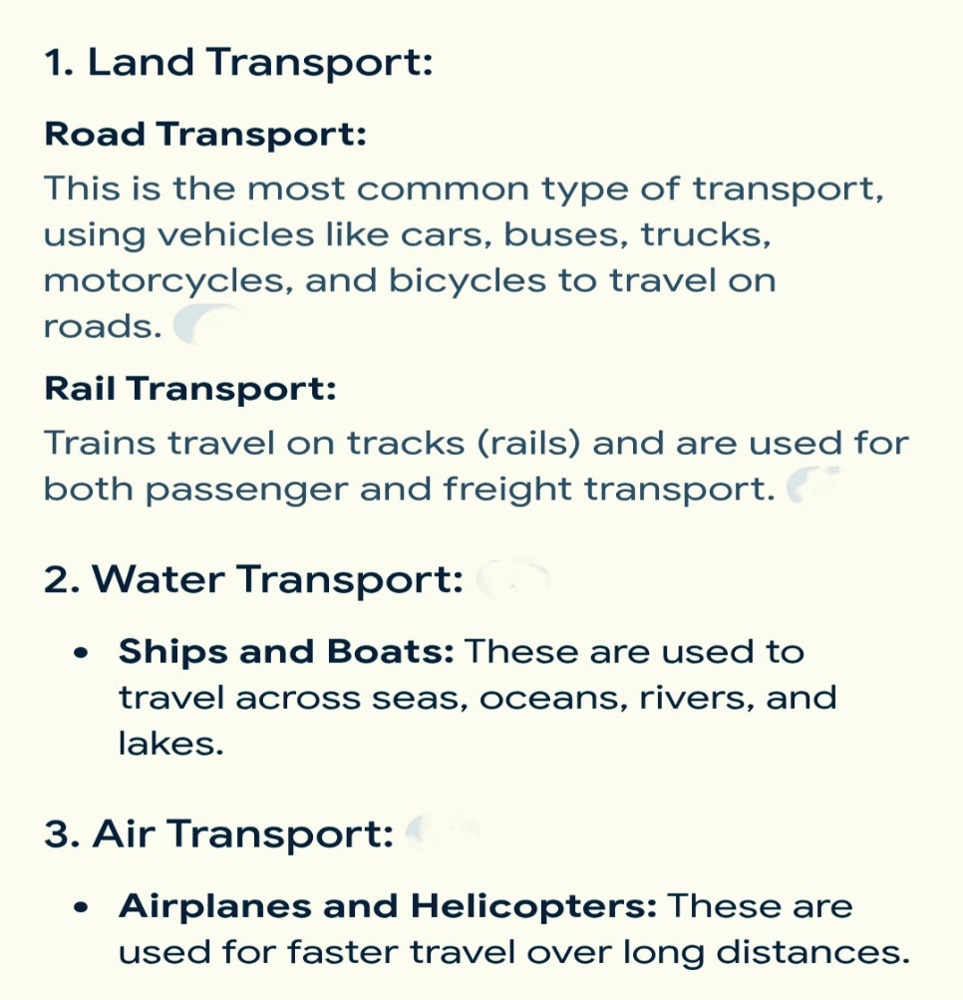 1. Land Transport:
Road Transport:
This is the most common type of transport,
using vehicles like cars, buses, trucks,
motorcycles, and bicycles to travel on
roads.
Rail Transport:
Trains travel on tracks (rails) and are used for
both passenger and freight transport.
2. Water Transport:
• Ships and Boats: These are used to
travel across seas, oceans, rivers, and
lakes.
3. Air Transport:
• Airplanes and Helicopters: These are
used for faster travel over long distances.